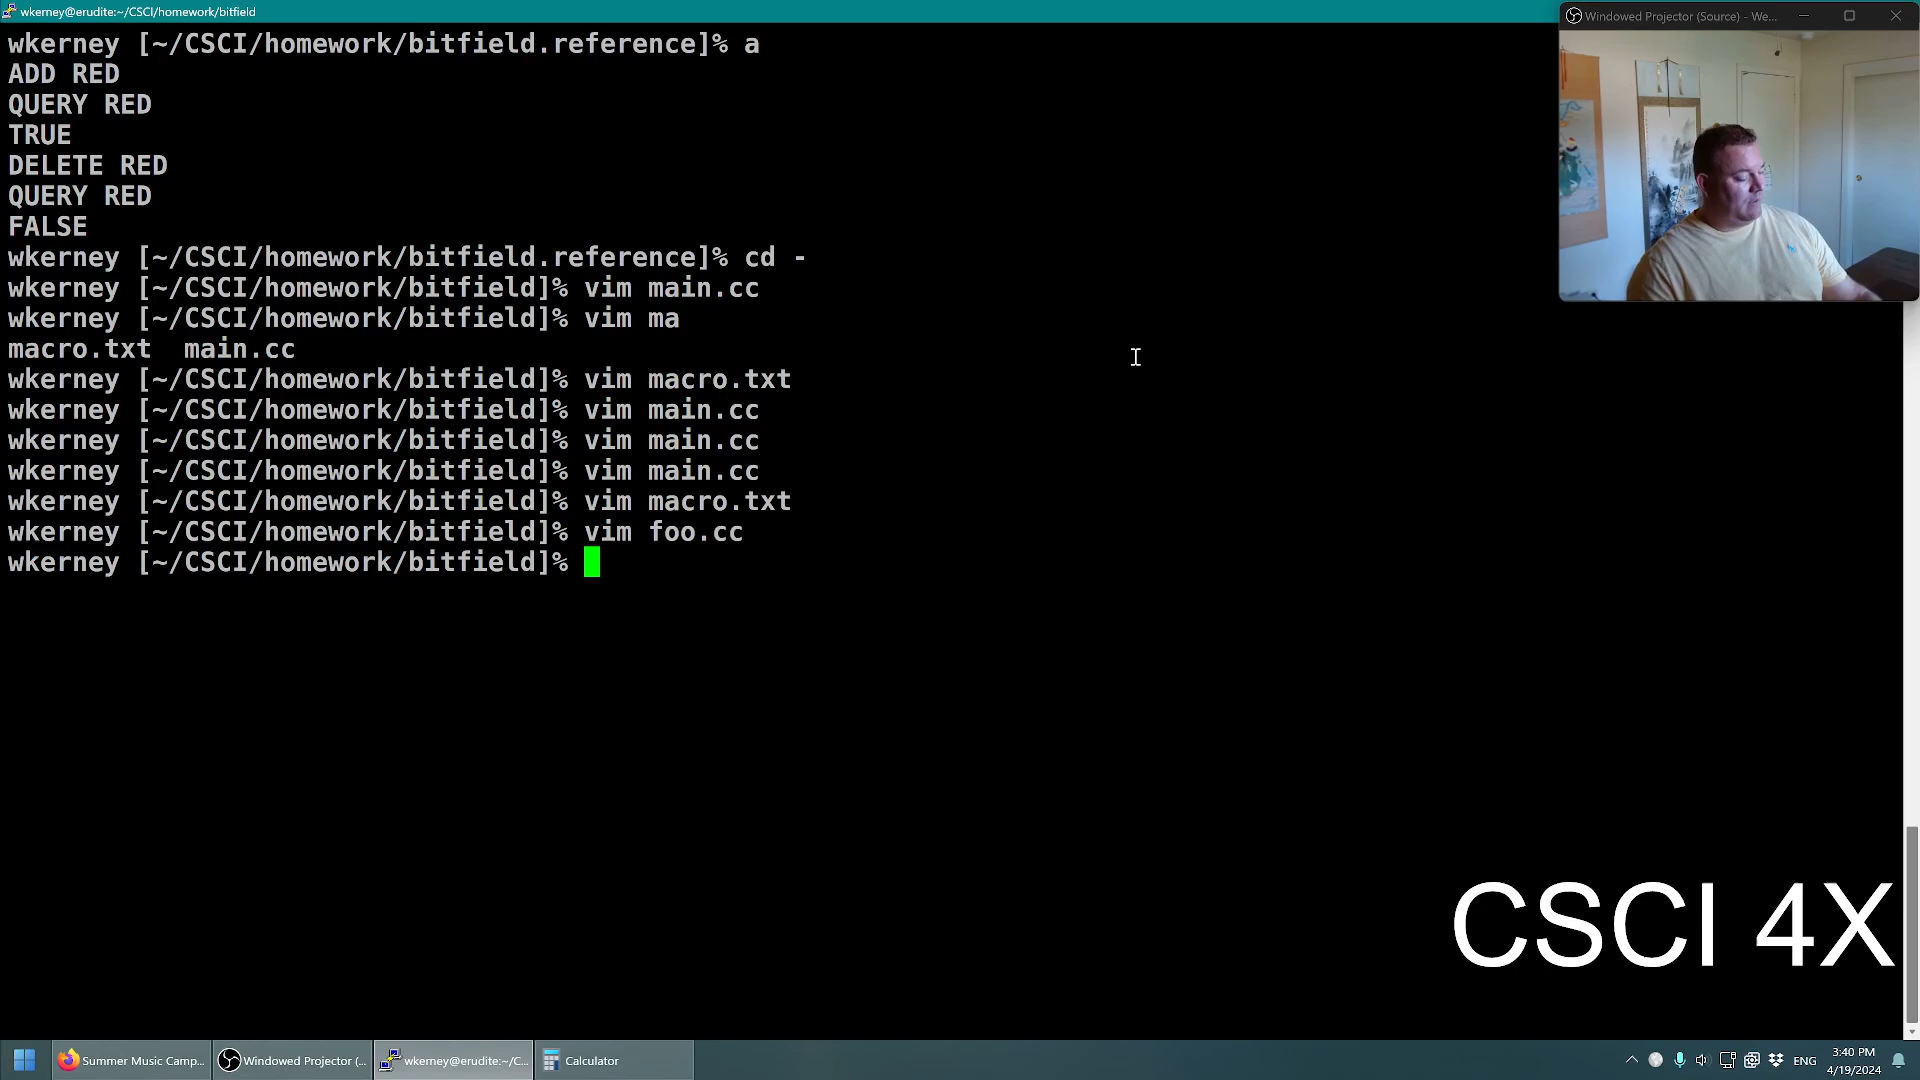 wkerney@erudite:~/CSCI/homework/bitfield
Windowed Projector (Source) - We...
wkerney [~/CSCI/homework/bitfield.reference]% a
ADD RED
QUERY RED
TRUE
DELETE RED
QUERY RED
FALSE
wkerney [~/CSCI/homework/bitfield.reference]% cd -
wkerney [~/CSCI/homework/bitfield]% vim main.cc
wkerney [~/CSCI/homework/bitfield]% vim ma
macro.txt  main.cc
wkerney [~/CSCI/homework/bitfield]% vim macro.txt
wkerney [~/CSCI/homework/bitfield]% vim main.cc
wkerney [~/CSCI/homework/bitfield]% vim main.cc
wkerney [~/CSCI/homework/bitfield]% vim main.cc
wkerney [~/CSCI/homework/bitfield]% vim macro.txt
wkerney [~/CSCI/homework/bitfield]% vim foo.cc
wkerney [~/CSCI/homework/bitfield]%
CSCI 4X
Summer Music Camp...
Windowed Projector (...
wkerney@erudite:~/C...
Calculator
ENG
3:40 PM
4/19/2024